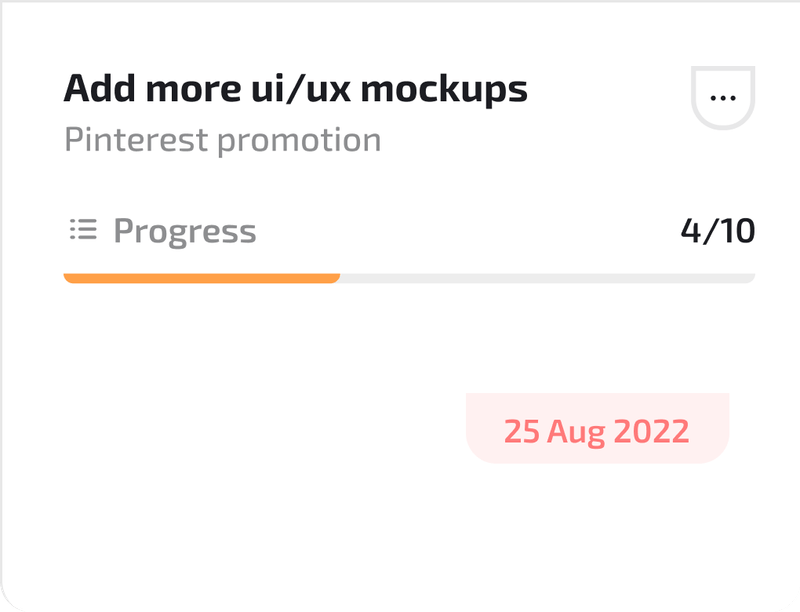 Add more ui/ux mockups
...
Pinterest promotion
Progress
4/10
25 Aug 2022